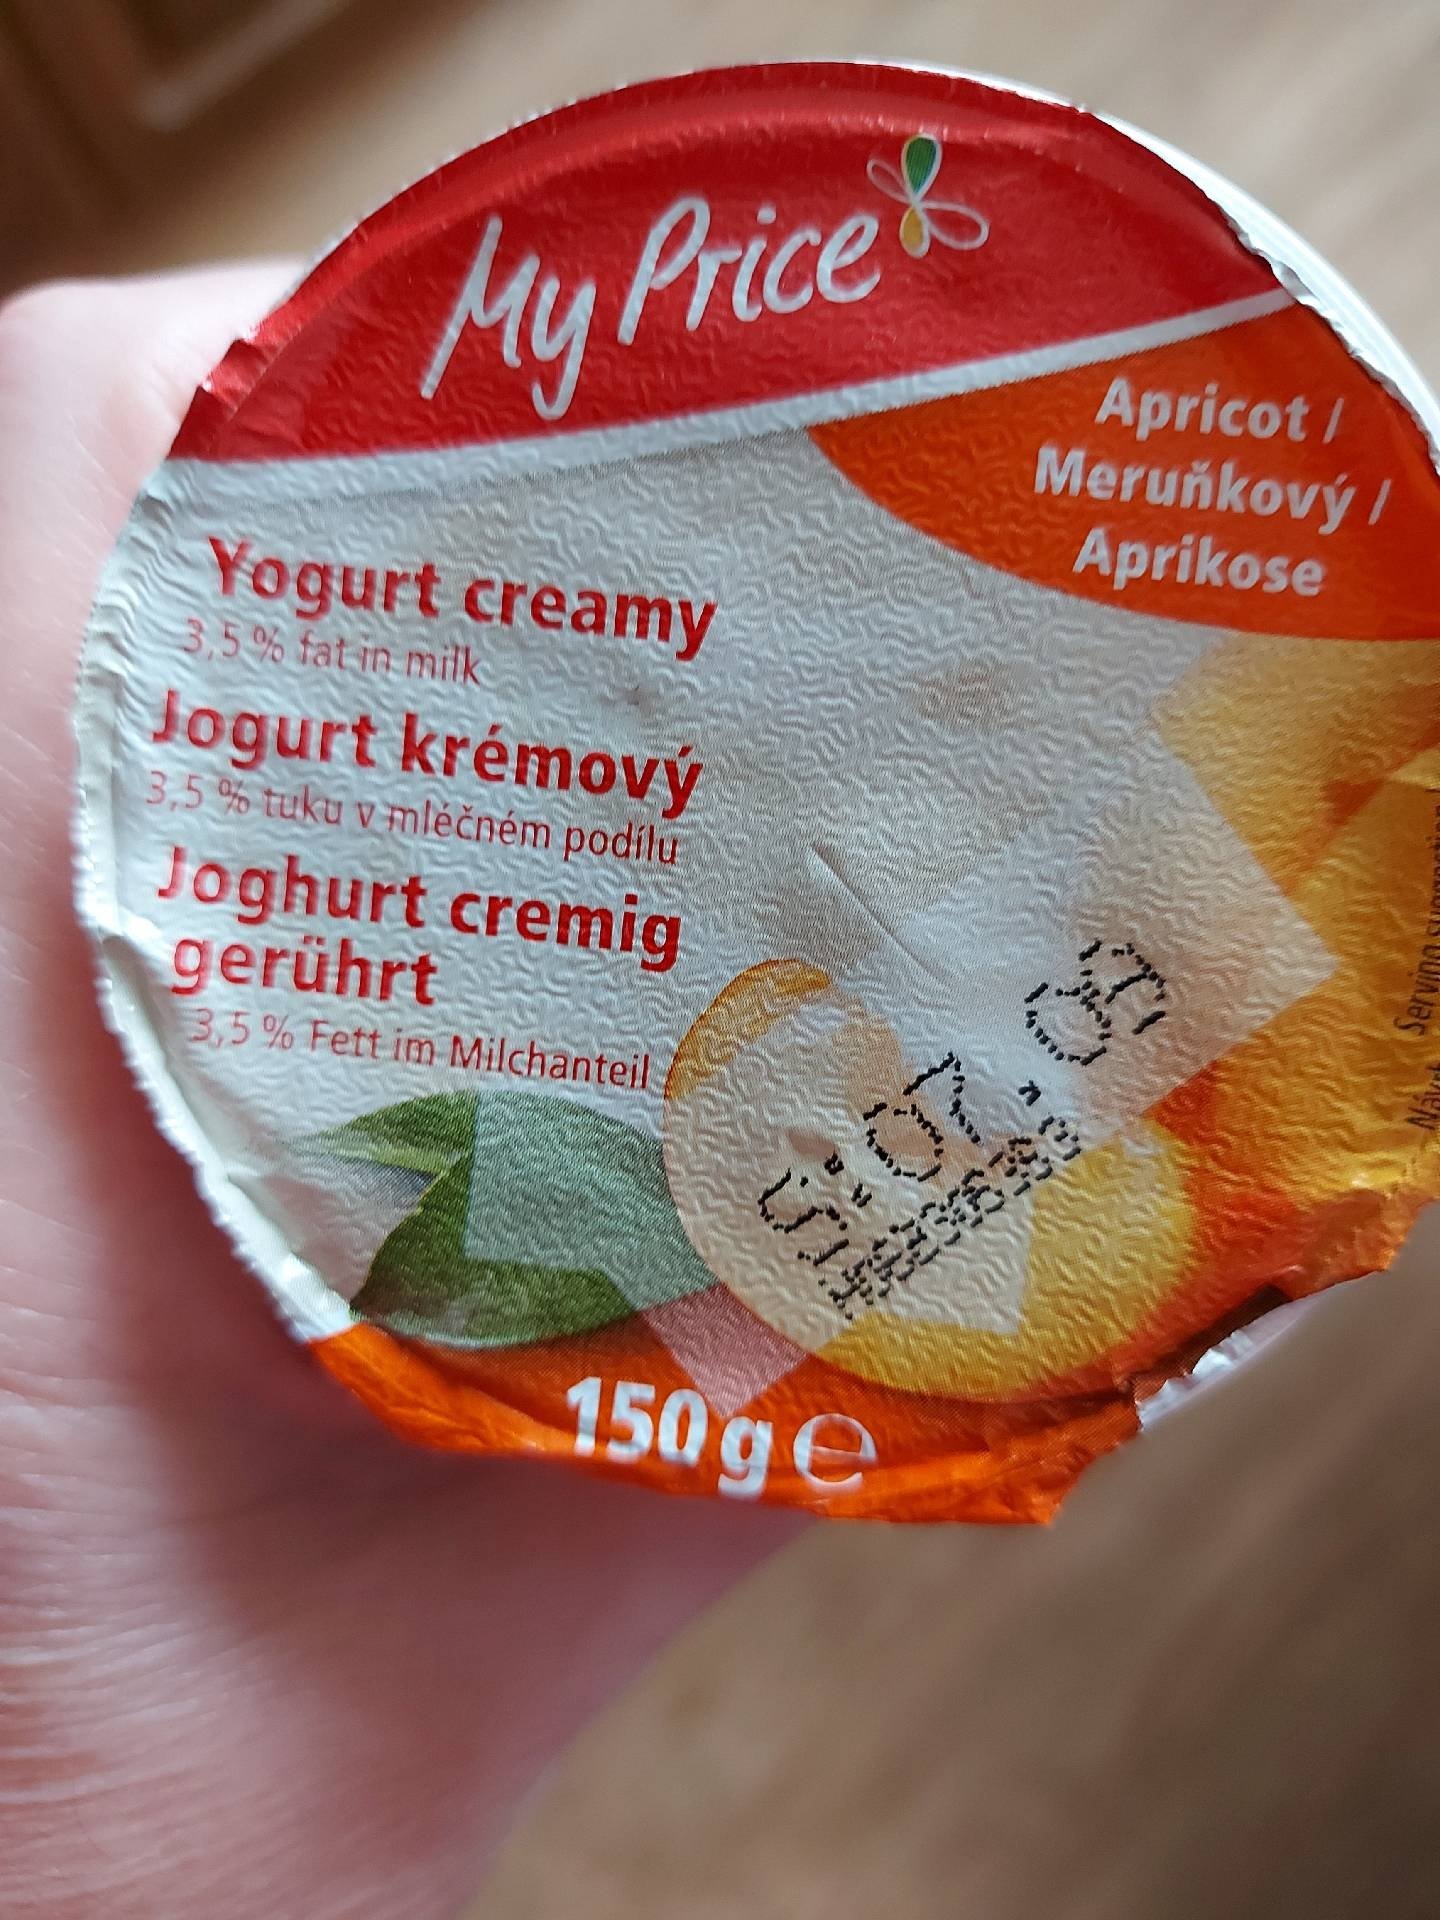 My Price
Apricot /
Meruňkový /
Aprikose
Yogurt creamy
3,5 % fat in milk
Jogurt krémový
3,5 % tuku v mléčném podílu
Joghurt cremig
gerührt
3,5 % Fett im Milchanteil
150 g e